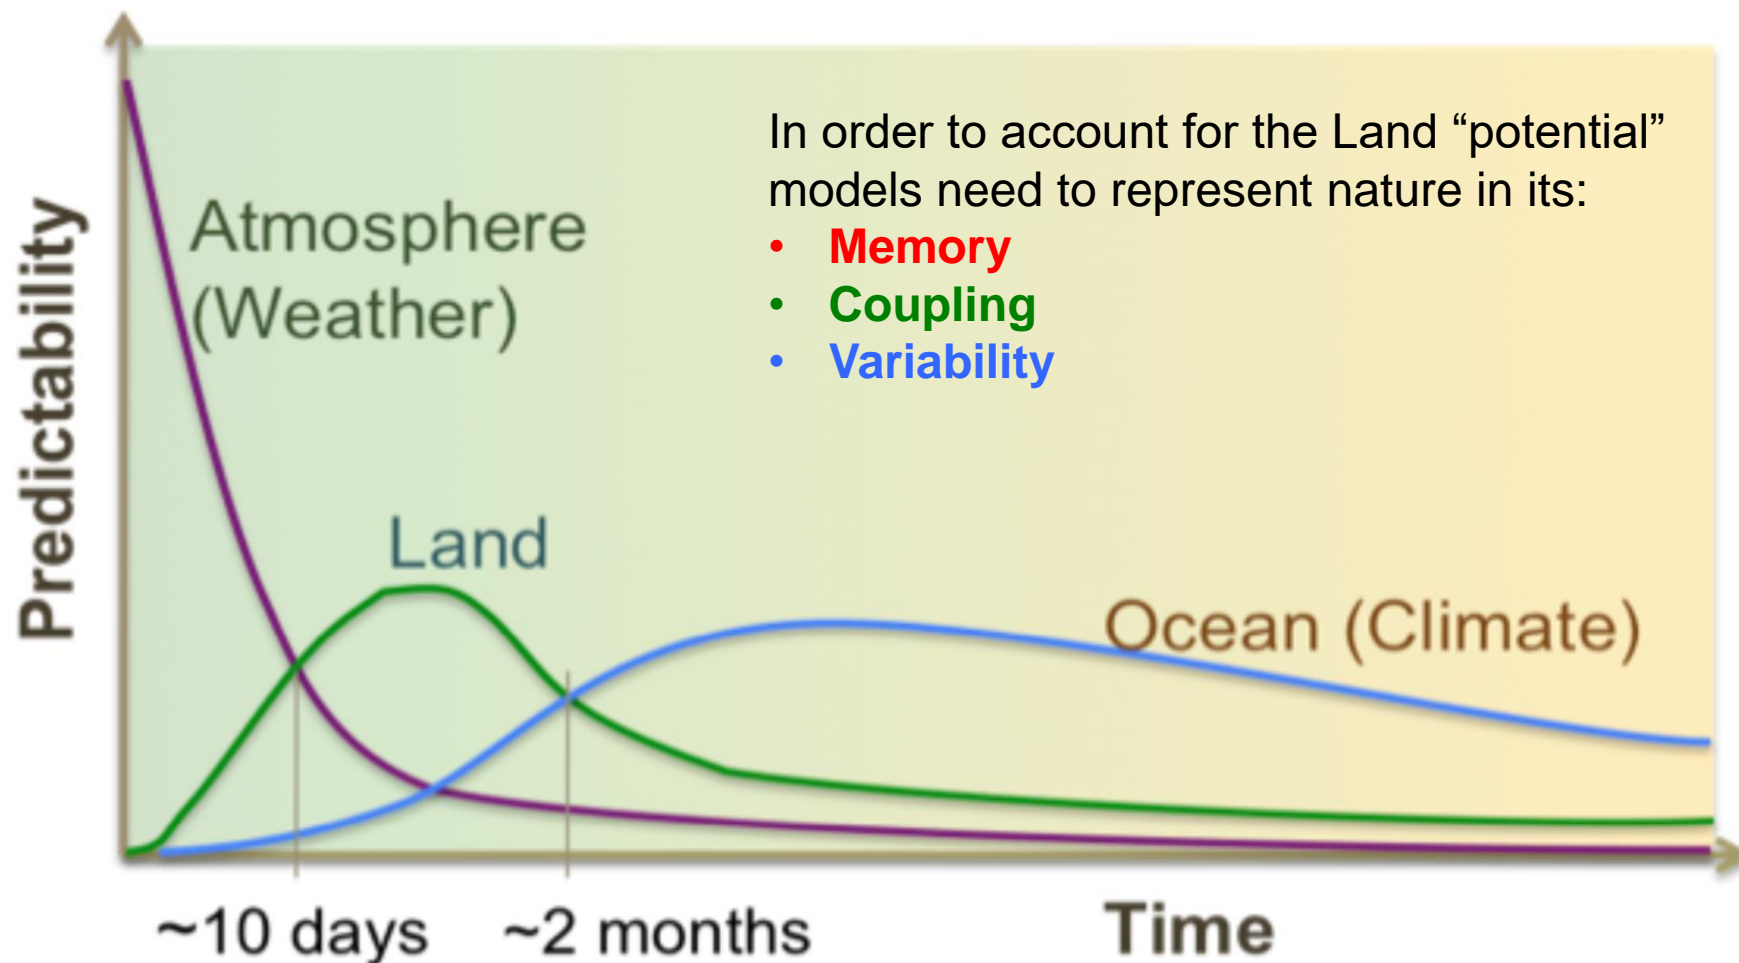 In order to account for the Land “potential”
models need to represent nature in its:
• Memory
• Coupling
• Variability
Atmosphere
(Weather)
Land
Ocean (Climate)
Predictability
~10 days
~2 months
Time